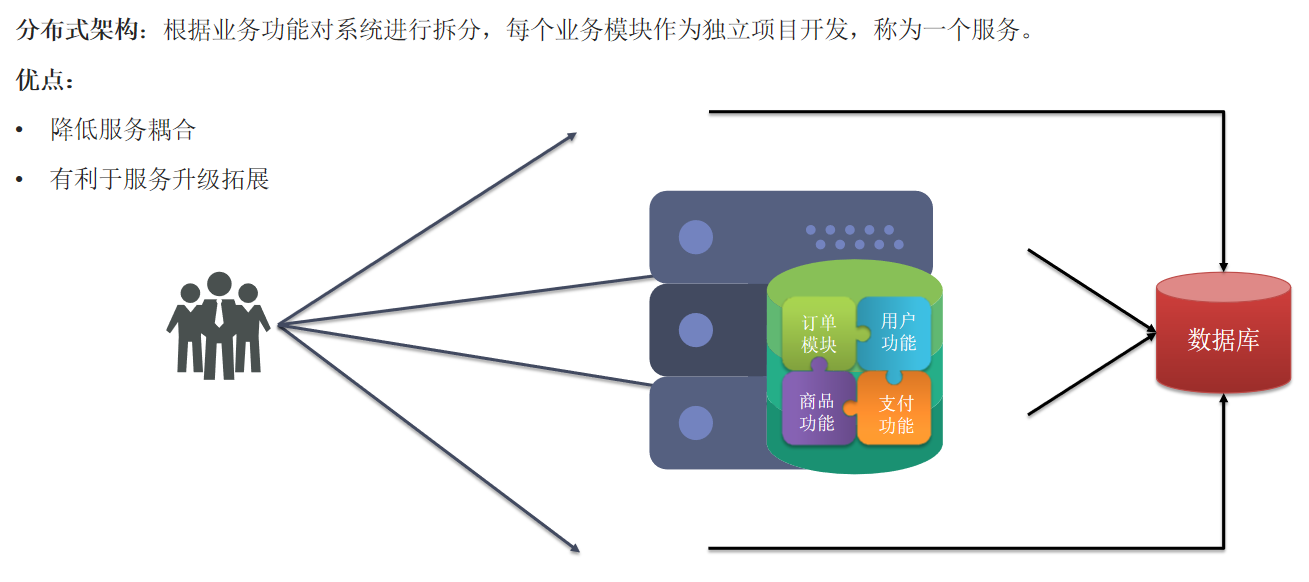 分布式架构：根据业务功能对系统进行拆分，每个业务模块作为独立项目开发，称为一个服务。
优点：
• 降低服务耦合
• 有利于服务升级拓展
订单
模块
用户
功能
商品
功能
支付
功能
数据库